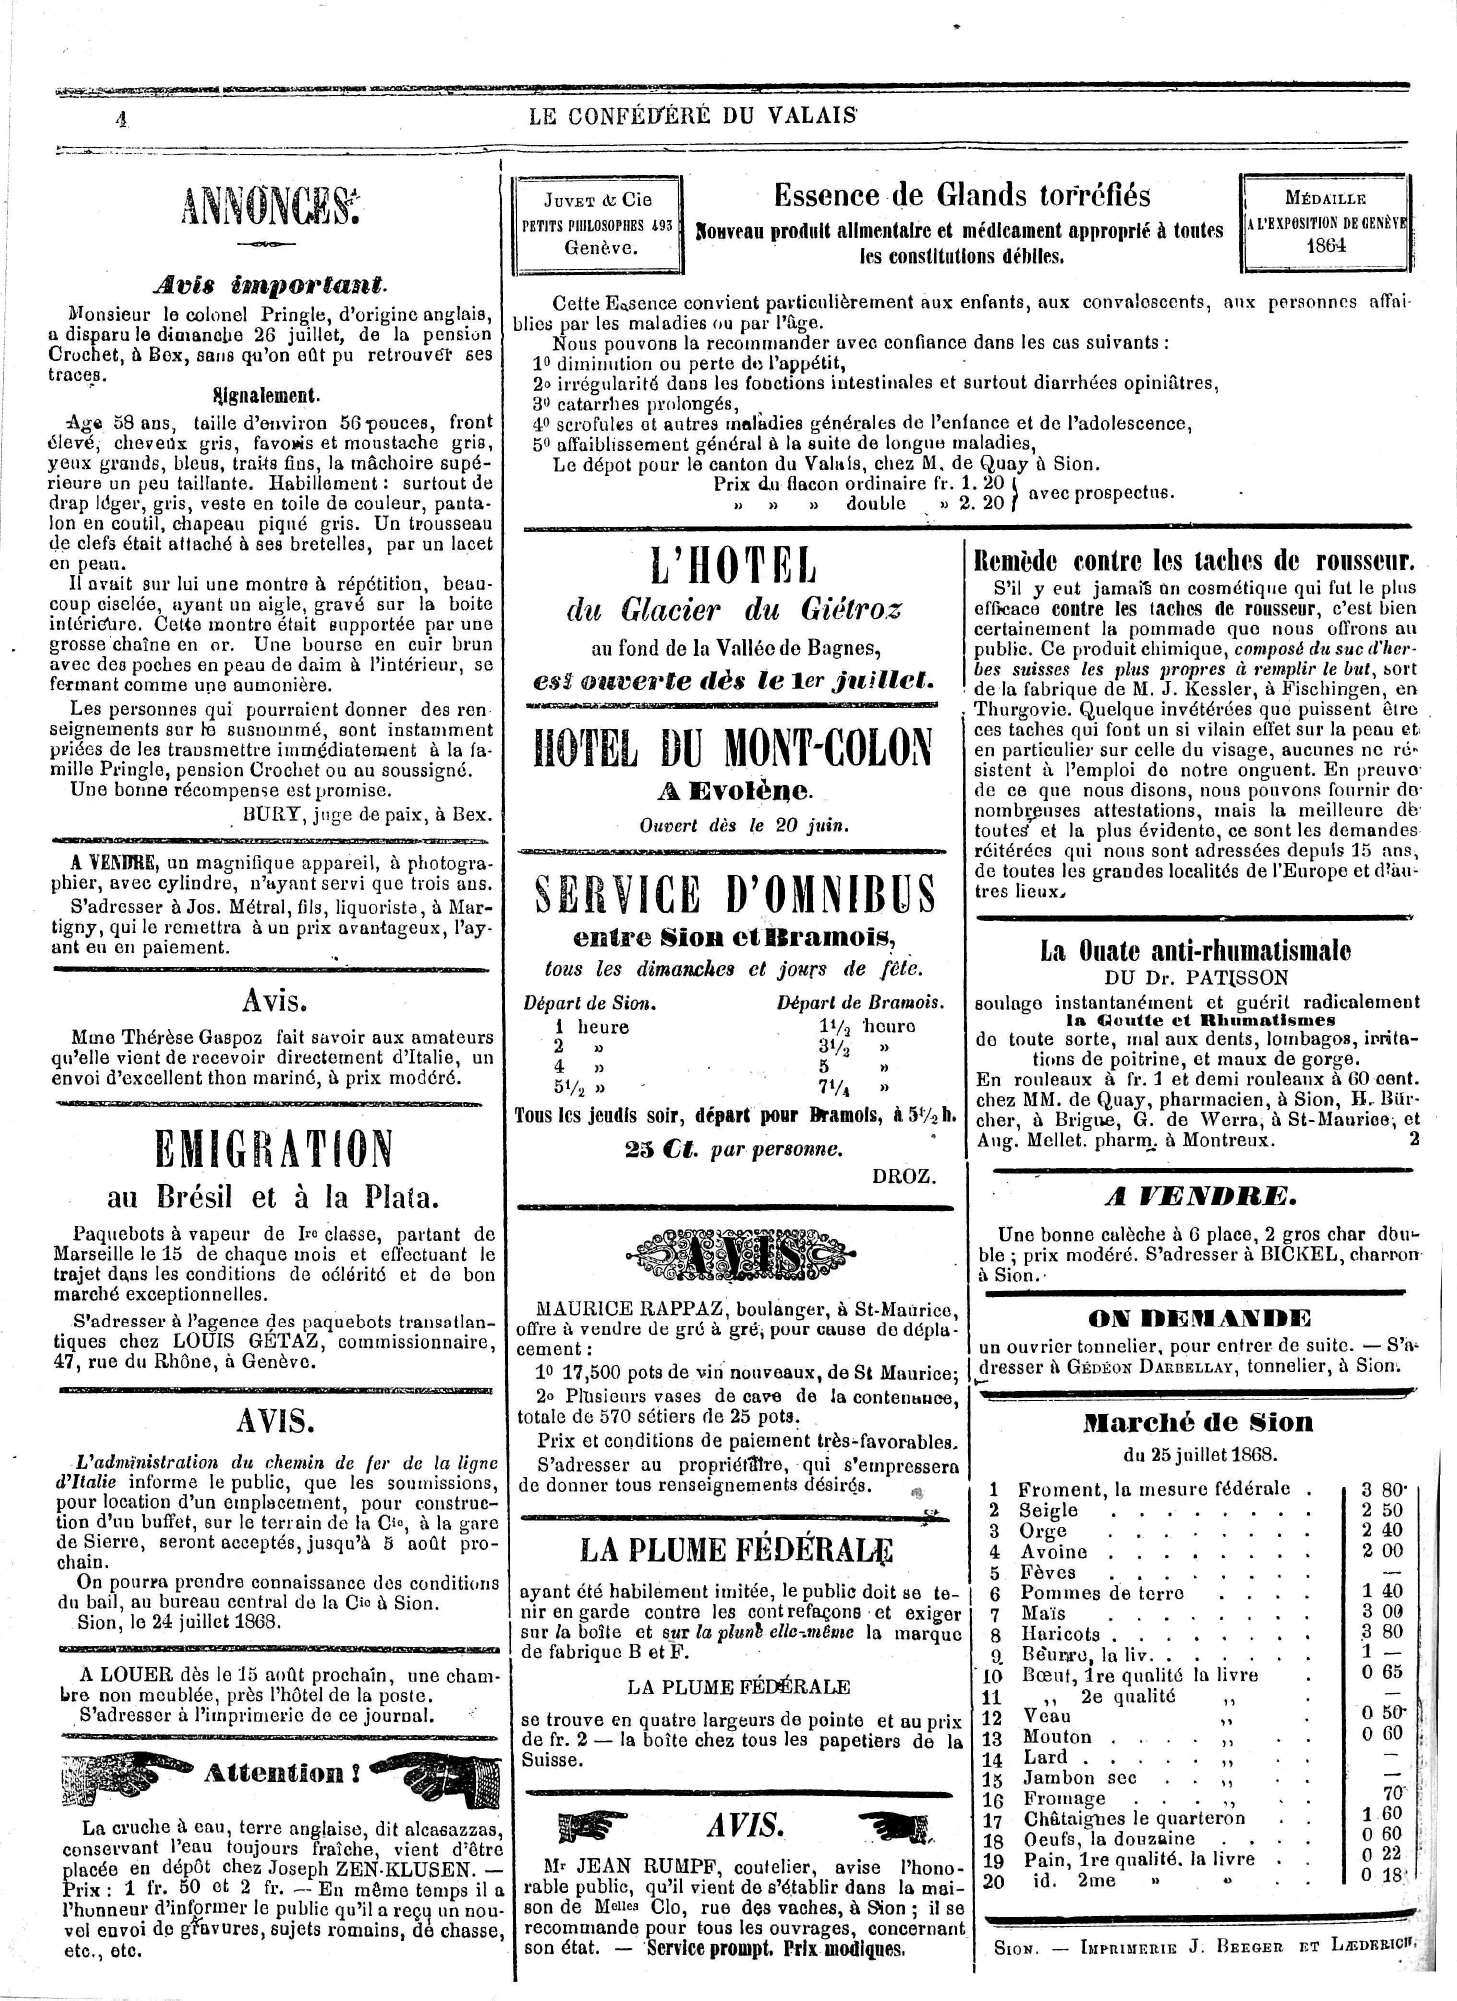 4
LE CONFÉDÉRÉ DU VALAIS
ANNONCES.
Avis important.
Monsieur le colonel Pringle, d'origine anglais,
a disparu le dimanche 26 juillet, de la pension
Crochet, à Bex, sans qu'on eût pu retrouver ses
traces.
Signalement.
Age 58 ans, taille d'environ 56 pouces, front
élevé, cheveux gris, favoris et moustache gris,
yeux grands, bleus, traits fins, la mâchoire supé-
rieure un peu taillante. Habillement : surtout de
drap léger, gris, veste en toile de couleur, panta-
lon en coutil, chapeau piqué gris. Un trousseau
de clefs était attaché à ses bretelles, par un lacet
en peau.
Il avait sur lui une montre à répétition, beau-
coup ciselée, ayant un aigle, gravé sur la boite
intérieure. Cette montre était supportée par une
grosse chaîne en or. Une bourse en cuir brun
avec des poches en peau de daim à l'intérieur, se
fermant comme une aumonière.
Les personnes qui pourraient donner des ren-
seignements sur le susnommé, sont instamment
priées de les transmettre immédiatement à la fa-
mille Pringle, pension Crochet ou au soussigné.
Une bonne récompense est promise.
BURY, juge de paix, à Bex.
A VENDRE, un magnifique appareil, à photogra-
phier, avec cylindre, n'ayant servi que trois ans.
S'adresser à Jos. Métral, fils, liquoriste, à Mar-
tigny, qui le remettra à un prix avantageux, l'ay-
ant eu en paiement.
Avis.
Mme Thérèse Gaspoz fait savoir aux amateurs
qu'elle vient de recevoir directement d'Italie, un
envoi d'excellent thon mariné, à prix modéré.
EMIGRATION
au Brésil et à la Plata.
Paquebots à vapeur de Ire classe, partant de
Marseille le 15 de chaque mois et effectuant le
trajet dans les conditions de célérité et de bon
marché exceptionnelles.
S'adresser à l'agence des paquebots transatlan-
tiques chez LOUIS GÉTAZ, commissionnaire,
47, rue du Rhône, à Genève.
AVIS.
L'administration du chemin de fer de la ligne
d'Italie informe le public, que les soumissions,
pour location d'un emplacement, pour construc-
tion d'un buffet, sur le terrain de la Cie, à la gare
de Sierre, seront acceptés, jusqu'à 5 août pro-
chain.
On pourra prendre connaissance des conditions
du bail, au bureau central de la Cie à Sion.
Sion, le 24 juillet 1868.
A LOUER dès le 15 août prochain, une cham-
bre non meublée, près l'hôtel de la poste.
S'adresser à l'imprimerie de ce journal.
Attention !
La cruche à eau, terre anglaise, dit alcasazzas,
conservant l'eau toujours fraîche, vient d'être
placée en dépôt chez Joseph ZEN-KLUSEN. —
Prix : 1 fr. 50 et 2 fr. — En même temps il a
l'hunneur d'informer le public qu'il a reçu un nou-
vel envoi de gravures, sujets romains, de chasse,
etc., etc.
JUVET & Cie
PETITS PHILOSOPHES 493
Genève.
Essence de Glands torréfiés
Nouveau produit alimentaire et médicament approprié à toutes
les constitutions débiles.
MÉDAILLE
A L'EXPOSITION DE GENÈVE
1864
Cette Essence convient particulièrement aux enfants, aux convalescents, aux personnes affai-
blies par les maladies ou par l'âge.
Nous pouvons la recommander avec confiance dans les cas suivants :
1o diminution ou perte de l'appétit,
2o irrégularité dans les fonctions intestinales et surtout diarrhées opiniâtres,
3o catarrhes prolongés,
4o scrofules et autres maladies générales de l'enfance et de l'adolescence,
5o affaiblissement général à la suite de longue maladies,
Le dépôt pour le canton du Valais, chez M. de Quay à Sion.
Prix du flacon ordinaire fr. 1. 20
» » » double » 2. 20 } avec prospectus.
L'HOTEL
du Glacier du Giétroz
au fond de la Vallée de Bagnes,
est ouverte dès le 1er juillet.
HOTEL DU MONT-COLON
A Evolène.
Ouvert dès le 20 juin.
SERVICE D'OMNIBUS
entre Sion et Bramois,
tous les dimanches et jours de fête.
Départ de Sion. Départ de Bramois.
1 heure 1 1/2 heure
2 » 3 1/2 »
4 » 5 »
5 1/2 » 7 1/4 »
Tous les jeudis soir, départ pour Bramois, à 5 1/2 h.
25 Ct. par personne.
DROZ.
AVIS
MAURICE RAPPAZ, boulanger, à St-Maurice,
offre à vendre de gré à gré, pour cause de dépla-
cement :
1o 17,500 pots de vin nouveaux, de St Maurice;
2o Plusieurs vases de cave de la contenance,
totale de 570 sétiers de 25 pots.
Prix et conditions de paiement très-favorables.
S'adresser au propriétaire, qui s'empressera
de donner tous renseignements désirés.
LA PLUME FÉDÉRALE
ayant été habilement imitée, le public doit se te-
nir en garde contre les contrefaçons et exiger
sur la boîte et sur la plume elle-même la marque
de fabrique B et F.
LA PLUME FÉDÉRALE
se trouve en quatre largeurs de pointe et au prix
de fr. 2 — la boîte chez tous les papetiers de la
Suisse.
AVIS.
Mr JEAN RUMPF, coutelier, avise l'hono-
rable public, qu'il vient de s'établir dans la mai-
son de Melles Clo, rue des vaches, à Sion ; il se
recommande pour tous les ouvrages, concernant
son état. — Service prompt. Prix modiques.
Remède contre les taches de rousseur.
S'il y eut jamais un cosmétique qui fut le plus
efficace contre les taches de rousseur, c'est bien
certainement la pommade que nous offrons au
public. Ce produit chimique, composé du suc d'her-
bes suisses les plus propres à remplir le but, sort
de la fabrique de M. J. Kessler, à Fischingen, en
Thurgovie. Quelque invétérées que puissent être
ces taches qui font un si vilain effet sur la peau et
en particulier sur celle du visage, aucunes ne ré-
sistent à l'emploi de notre onguent. En preuve
de ce que nous disons, nous pouvons fournir de
nombreuses attestations, mais la meilleure de
toutes et la plus évidente, ce sont les demandes
réitérées qui nous sont adressées depuis 15 ans,
de toutes les grandes localités de l'Europe et d'au-
tres lieux.
La Ouate anti-rhumatismale
DU Dr. PATISSON
soulage instantanément et guérit radicalement
la Goutte et Rhumatismes
de toute sorte, mal aux dents, lombagos, irrita-
tions de poitrine, et maux de gorge.
En rouleaux à fr. 1 et demi rouleaux à 60 cent.
chez MM. de Quay, pharmacien, à Sion, H. Bür-
cher, à Brigue, G. de Werra, à St-Maurice, et
Aug. Mellet. pharm. à Montreux. 2
A VENDRE.
Une bonne calèche à 6 place, 2 gros char dou-
ble ; prix modéré. S'adresser à BICKEL, charron
à Sion.
ON DEMANDE
un ouvrier tonnelier, pour entrer de suite. — S'a-
dresser à GÉDÉON DARBELLAY, tonnelier, à Sion.
Marché de Sion
du 25 juillet 1868.
1 Froment, la mesure fédérale . 3 80
2 Seigle . . . . . . . . 2 50
3 Orge . . . . . . . . 2 40
4 Avoine . . . . . . . . 2 00
5 Fèves . . . . . . . . —
6 Pommes de terre . . . . 1 40
7 Maïs . . . . . . . . 3 00
8 Haricots . . . . . . . . 3 80
9 Beurre, la liv. . . . . . . 1 —
10 Bœuf, 1re qualité la livre . 0 65
11 ,, 2e qualité ,, —
12 Veau ,, . 0 50
13 Mouton . . . . ,, . . 0 60
14 Lard . . . . . ,, . . —
15 Jambon sec . . ,, . . —
16 Fromage . . . ,, . . 70
17 Châtaignes le quarteron . . 1 60
18 Oeufs, la douzaine . . . . 0 60
19 Pain, 1re qualité. la livre . . 0 22
20 id. 2me » » . . 0 18
SION. — IMPRIMERIE J. BEEGER ET LÆDERICH.